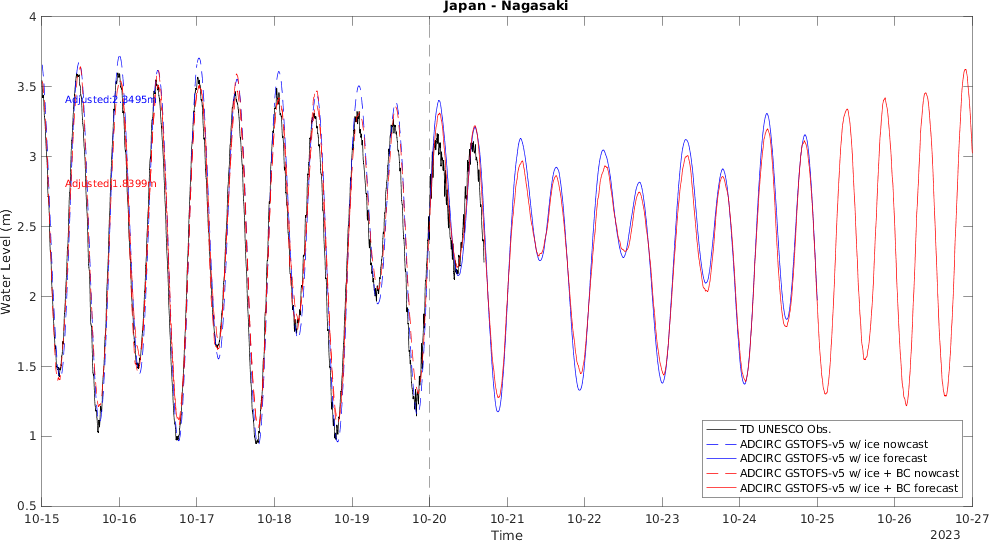 Japan - Nagasaki
4
3.5
3
2.5
2
1.5
1
0.5
Water Level (m)
Adjusted:2.3495m
Adjusted:1.8399m
TD UNESCO Obs.
ADCIRC GSTOFS-v5 w/ ice nowcast
ADCIRC GSTOFS-v5 w/ ice forecast
ADCIRC GSTOFS-v5 w/ ice + BC nowcast
ADCIRC GSTOFS-v5 w/ ice + BC forecast
10-15 10-16 10-17 10-18 10-19 10-20 10-21 10-22 10-23 10-24 10-25 10-26 10-27
Time
2023